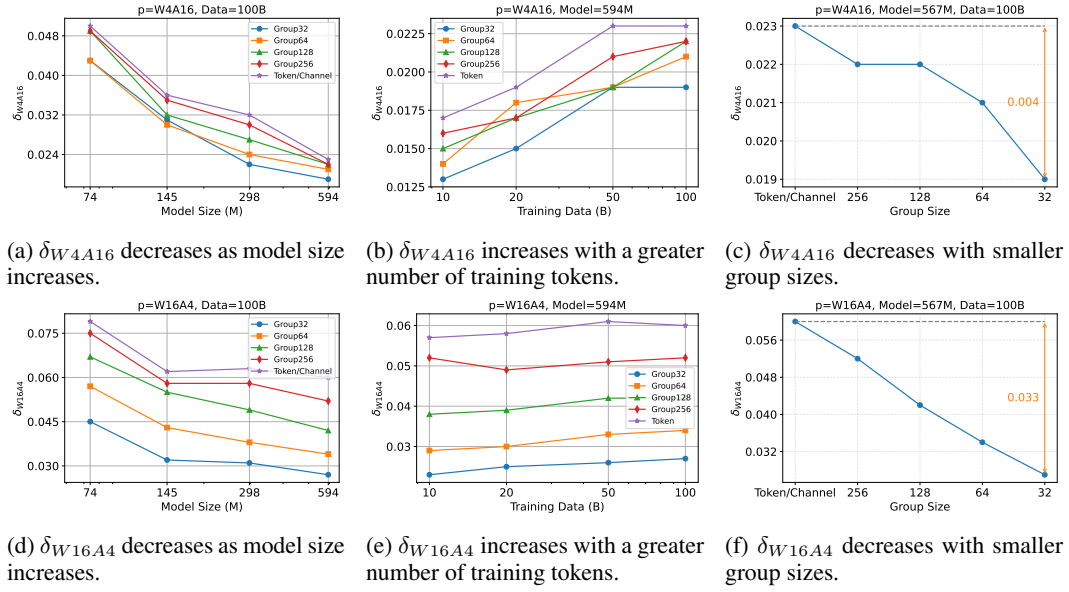 p=W4A16, Data=100B
δW4A16
0.048
0.040
0.032
0.024
Group32
Group64
Group128
Group256
Token/Channel
74
145
298
594
Model Size (M)
p=W4A16, Model=594M
δW4A16
0.0225
0.0200
0.0175
0.0150
0.0125
Group32
Group64
Group128
Group256
Token
10
20
50
100
Training Data (B)
p=W4A16, Model=567M, Data=100B
δW4A16
0.023
0.022
0.021
0.020
0.019
0.004
Token/Channel
256
128
64
32
Group Size
(a) δW4A16 decreases as model size
increases.
(b) δW4A16 increases with a greater
number of training tokens.
(c) δW4A16 decreases with smaller
group sizes.
p=W16A4, Data=100B
δW16A4
0.075
0.060
0.045
0.030
Group32
Group64
Group128
Group256
Token/Channel
74
145
298
594
Model Size (M)
p=W16A4, Model=594M
δW16A4
0.06
0.05
0.04
0.03
Group32
Group64
Group128
Group256
Token
10
20
50
100
Training Data (B)
p=W16A4, Model=567M, Data=100B
δW16A4
0.056
0.048
0.040
0.032
0.033
Token/Channel
256
128
64
32
Group Size
(d) δW16A4 decreases as model size
increases.
(e) δW16A4 increases with a greater
number of training tokens.
(f) δW16A4 decreases with smaller
group sizes.